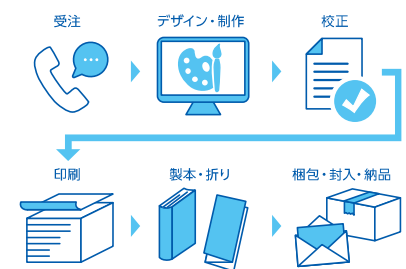 受注
デザイン・制作
校正
印刷
製本・折り
梱包・封入・納品